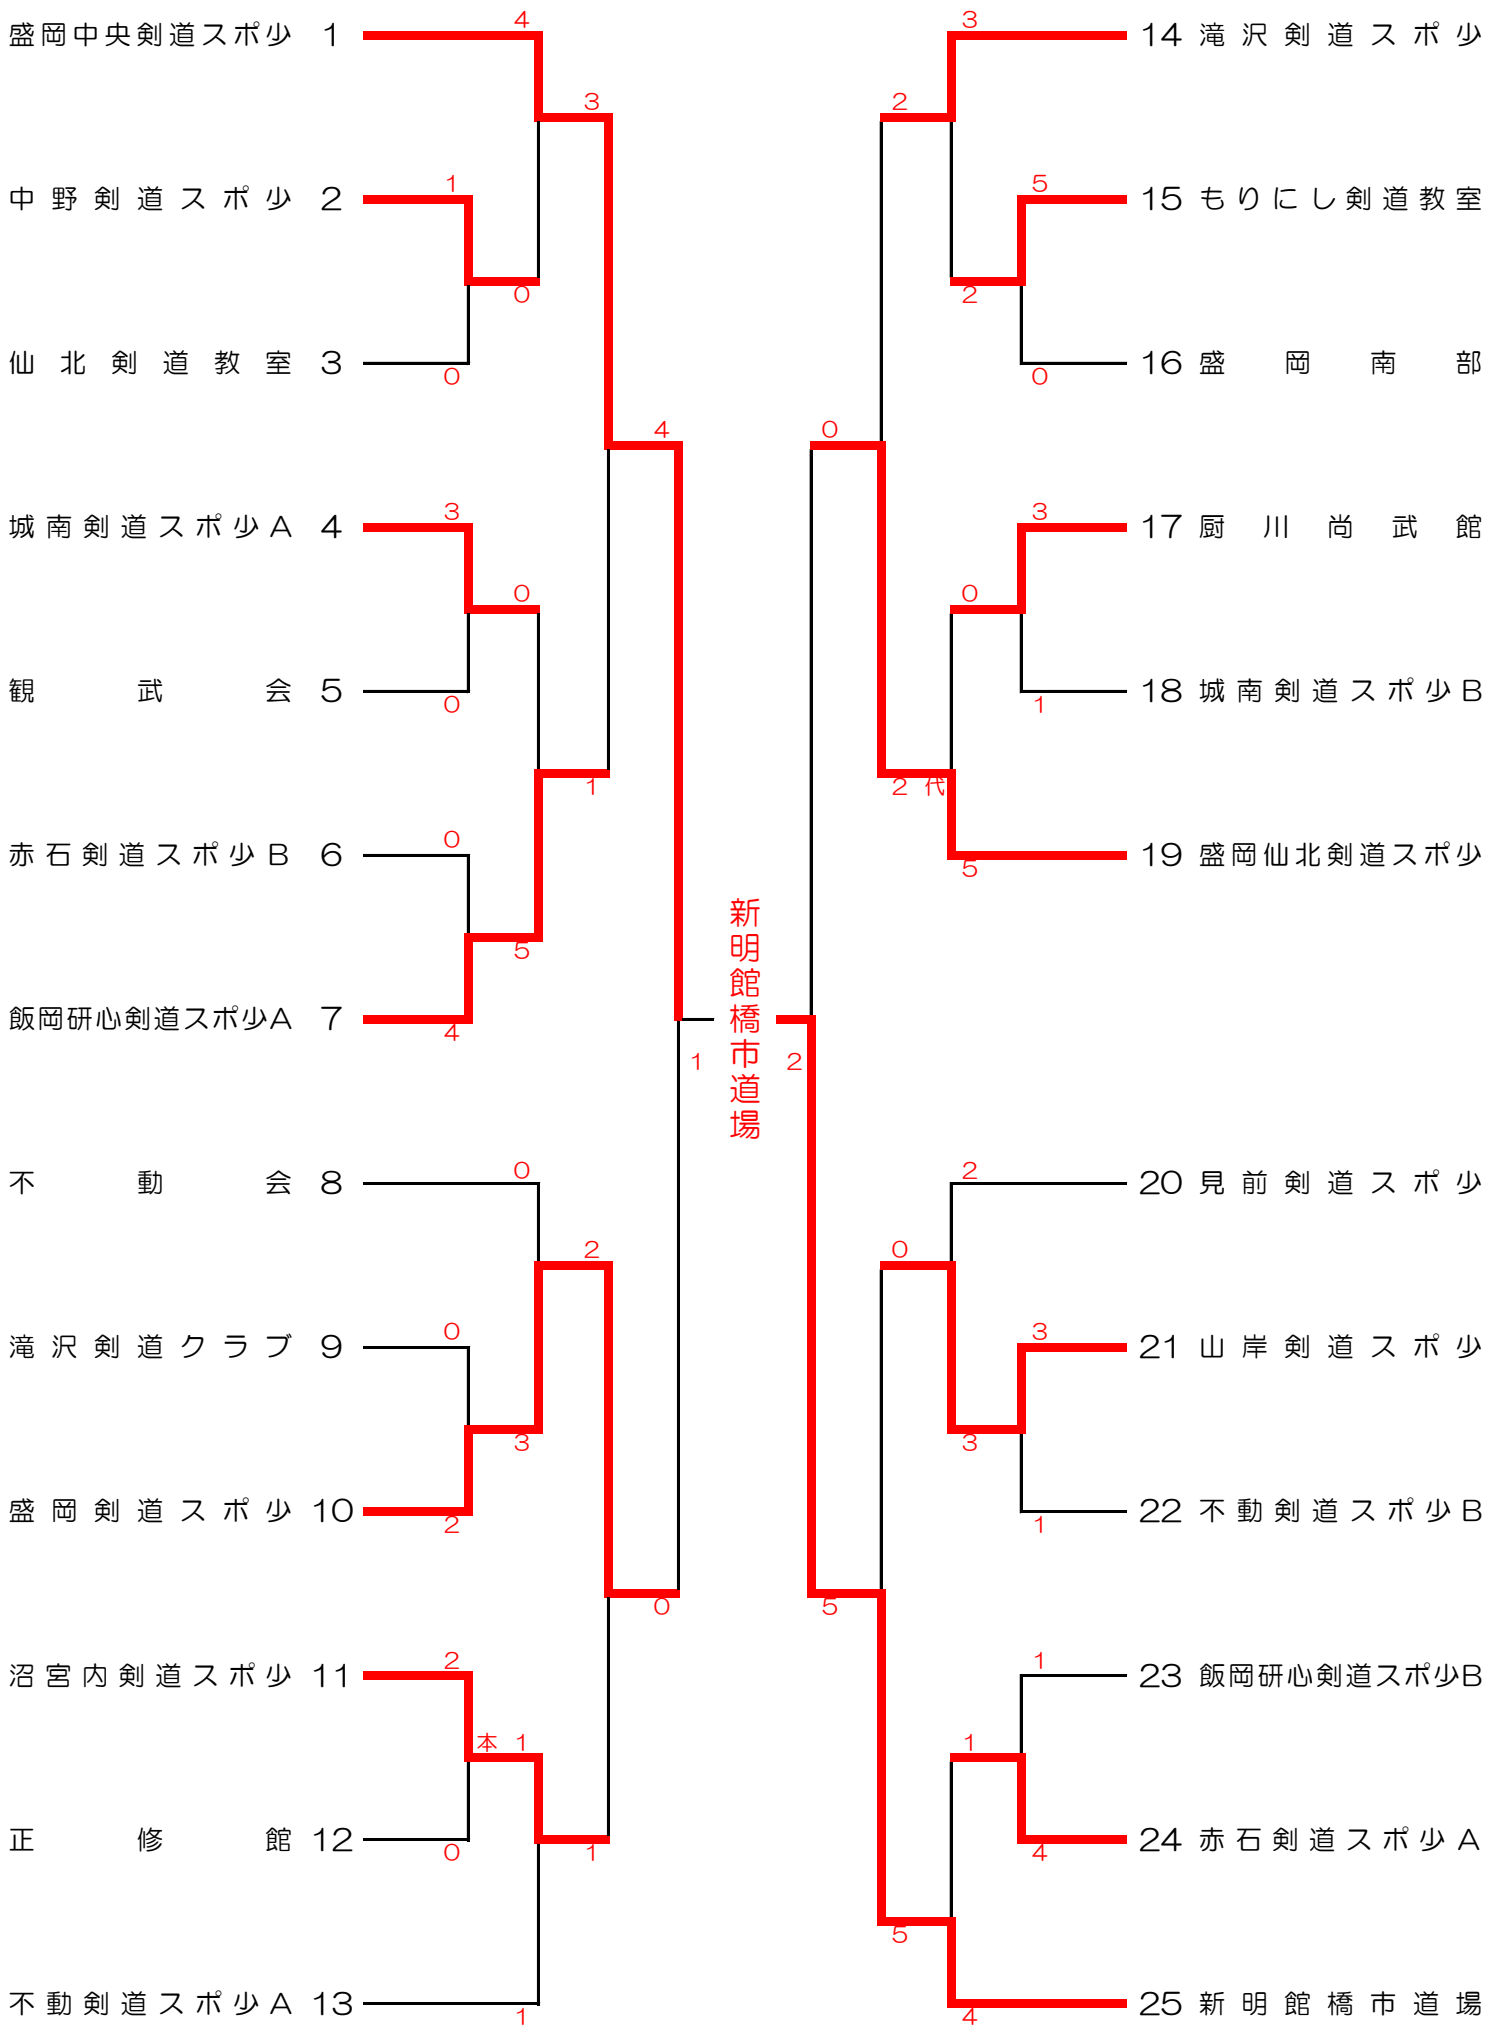 盛岡中央剣道スポ少 1
中野剣道スポ少 2
仙北剣道教室 3
城南剣道スポ少A 4
観武会 5
赤石剣道スポ少B 6
飯岡研心剣道スポ少A 7
不動会 8
滝沢剣道クラブ 9
盛岡剣道スポ少 10
沼宮内剣道スポ少 11
正修館 12
不動剣道スポ少A 13
4
3
1
0
0
4
3
0
0
1
0
5
4
0
2
0
3
2
0
2
本 1
0
1
1
1
新明館橋市道場
2
3
2
5
2
0
0
3
0
1
2 代
5
2
0
3
3
1
5
1
1
4
5
4
14 滝沢剣道スポ少
15 もりにし剣道教室
16 盛岡南部
17 厨川尚武館
18 城南剣道スポ少B
19 盛岡仙北剣道スポ少
20 見前剣道スポ少
21 山岸剣道スポ少
22 不動剣道スポ少B
23 飯岡研心剣道スポ少B
24 赤石剣道スポ少A
25 新明館橋市道場